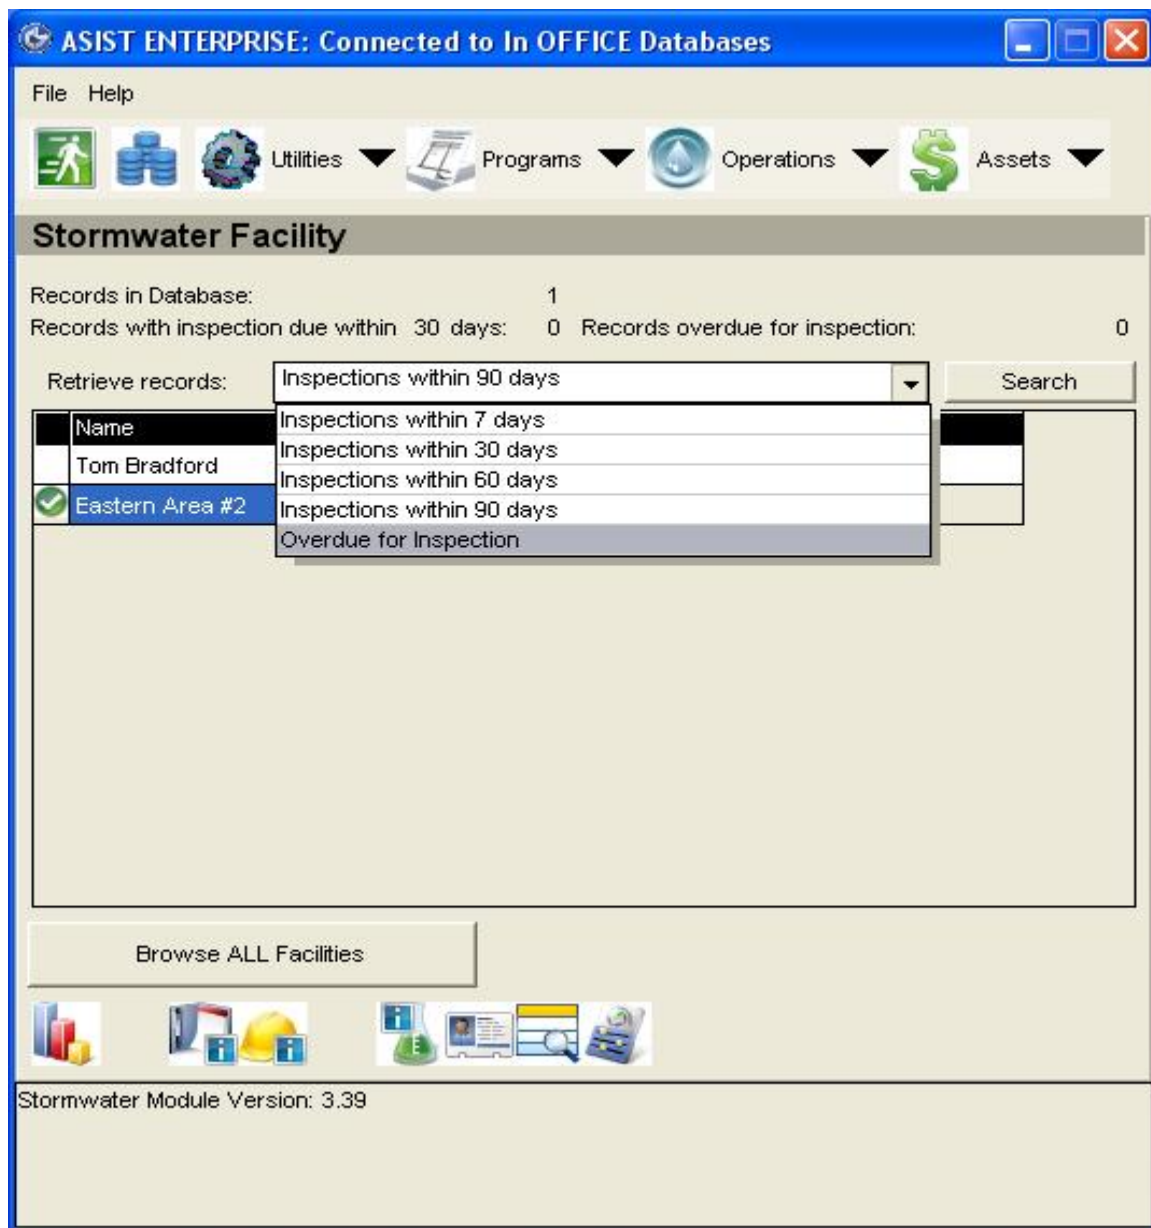 ASIST ENTERPRISE: Connected to In OFFICE Databases
File Help
Utilities Programs Operations Assets
Stormwater Facility
Records in Database: 1
Records with inspection due within 30 days: 0 Records overdue for inspection: 0
Retrieve records: Inspections within 90 days Search
Name
Inspections within 7 days
Inspections within 30 days
Tom Bradford
Inspections within 60 days
Eastern Area #2
Inspections within 90 days
Overdue for Inspection
Browse ALL Facilities
Stormwater Module Version: 3.39